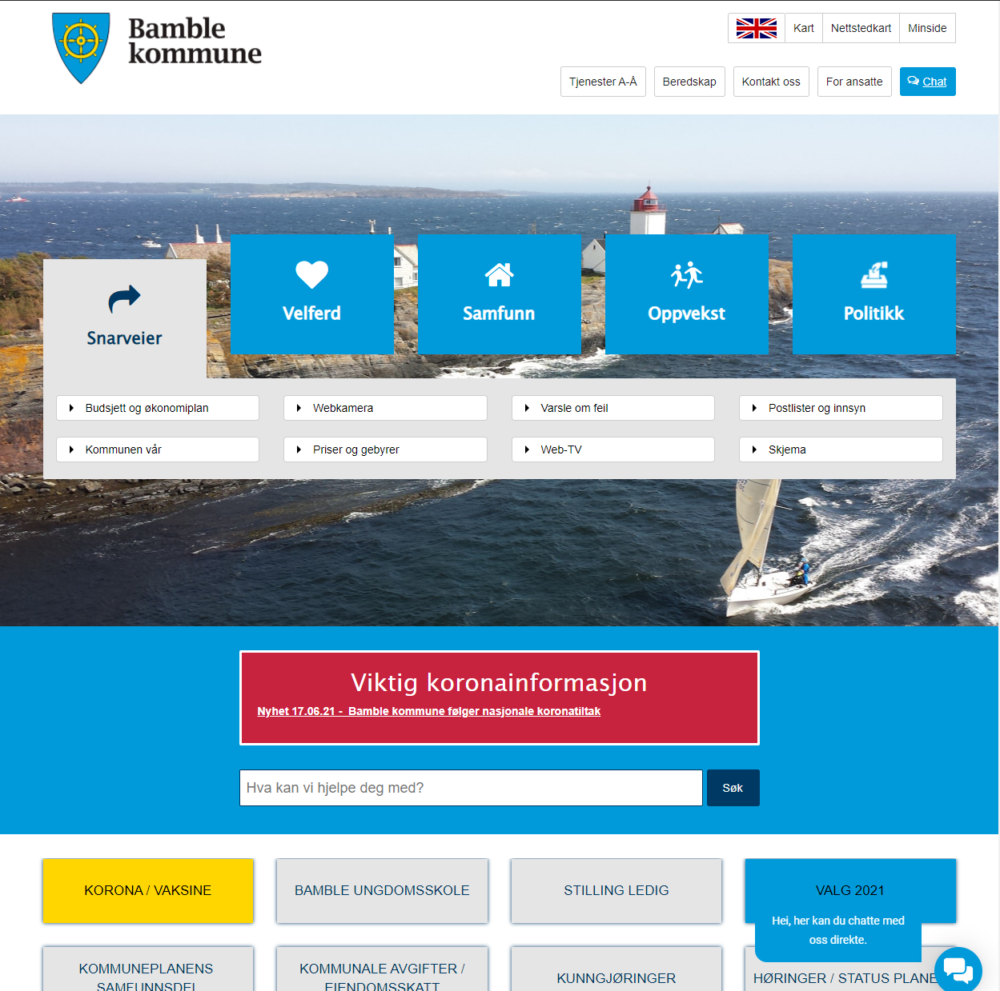 Bamble
kommune
Kart
Nettstedkart
Minside
Tjenester A-Å
Beredskap
Kontakt oss
For ansatte
Chat
Snarveier
Velferd
Samfunn
Oppvekst
Politikk
Budsjett og økonomiplan
Webkamera
Varsle om feil
Postlister og innsyn
Kommunen vår
Priser og gebyrer
Web-TV
Skjema
Viktig koronainformasjon
Nyhet 17.06.21 - Bamble kommune følger nasjonale koronatiltak
Hva kan vi hjelpe deg med?
Søk
KORONA / VAKSINE
BAMBLE UNGDOMSSKOLE
STILLING LEDIG
VALG 2021
Hei, her kan du chatte med
oss direkte.
KOMMUNEPLANENS
SAMFUNNSDEL
KOMMUNALE AVGIFTER /
EIENDOMSSKATT
KUNNGJØRINGER
HØRINGER / STATUS PLANE